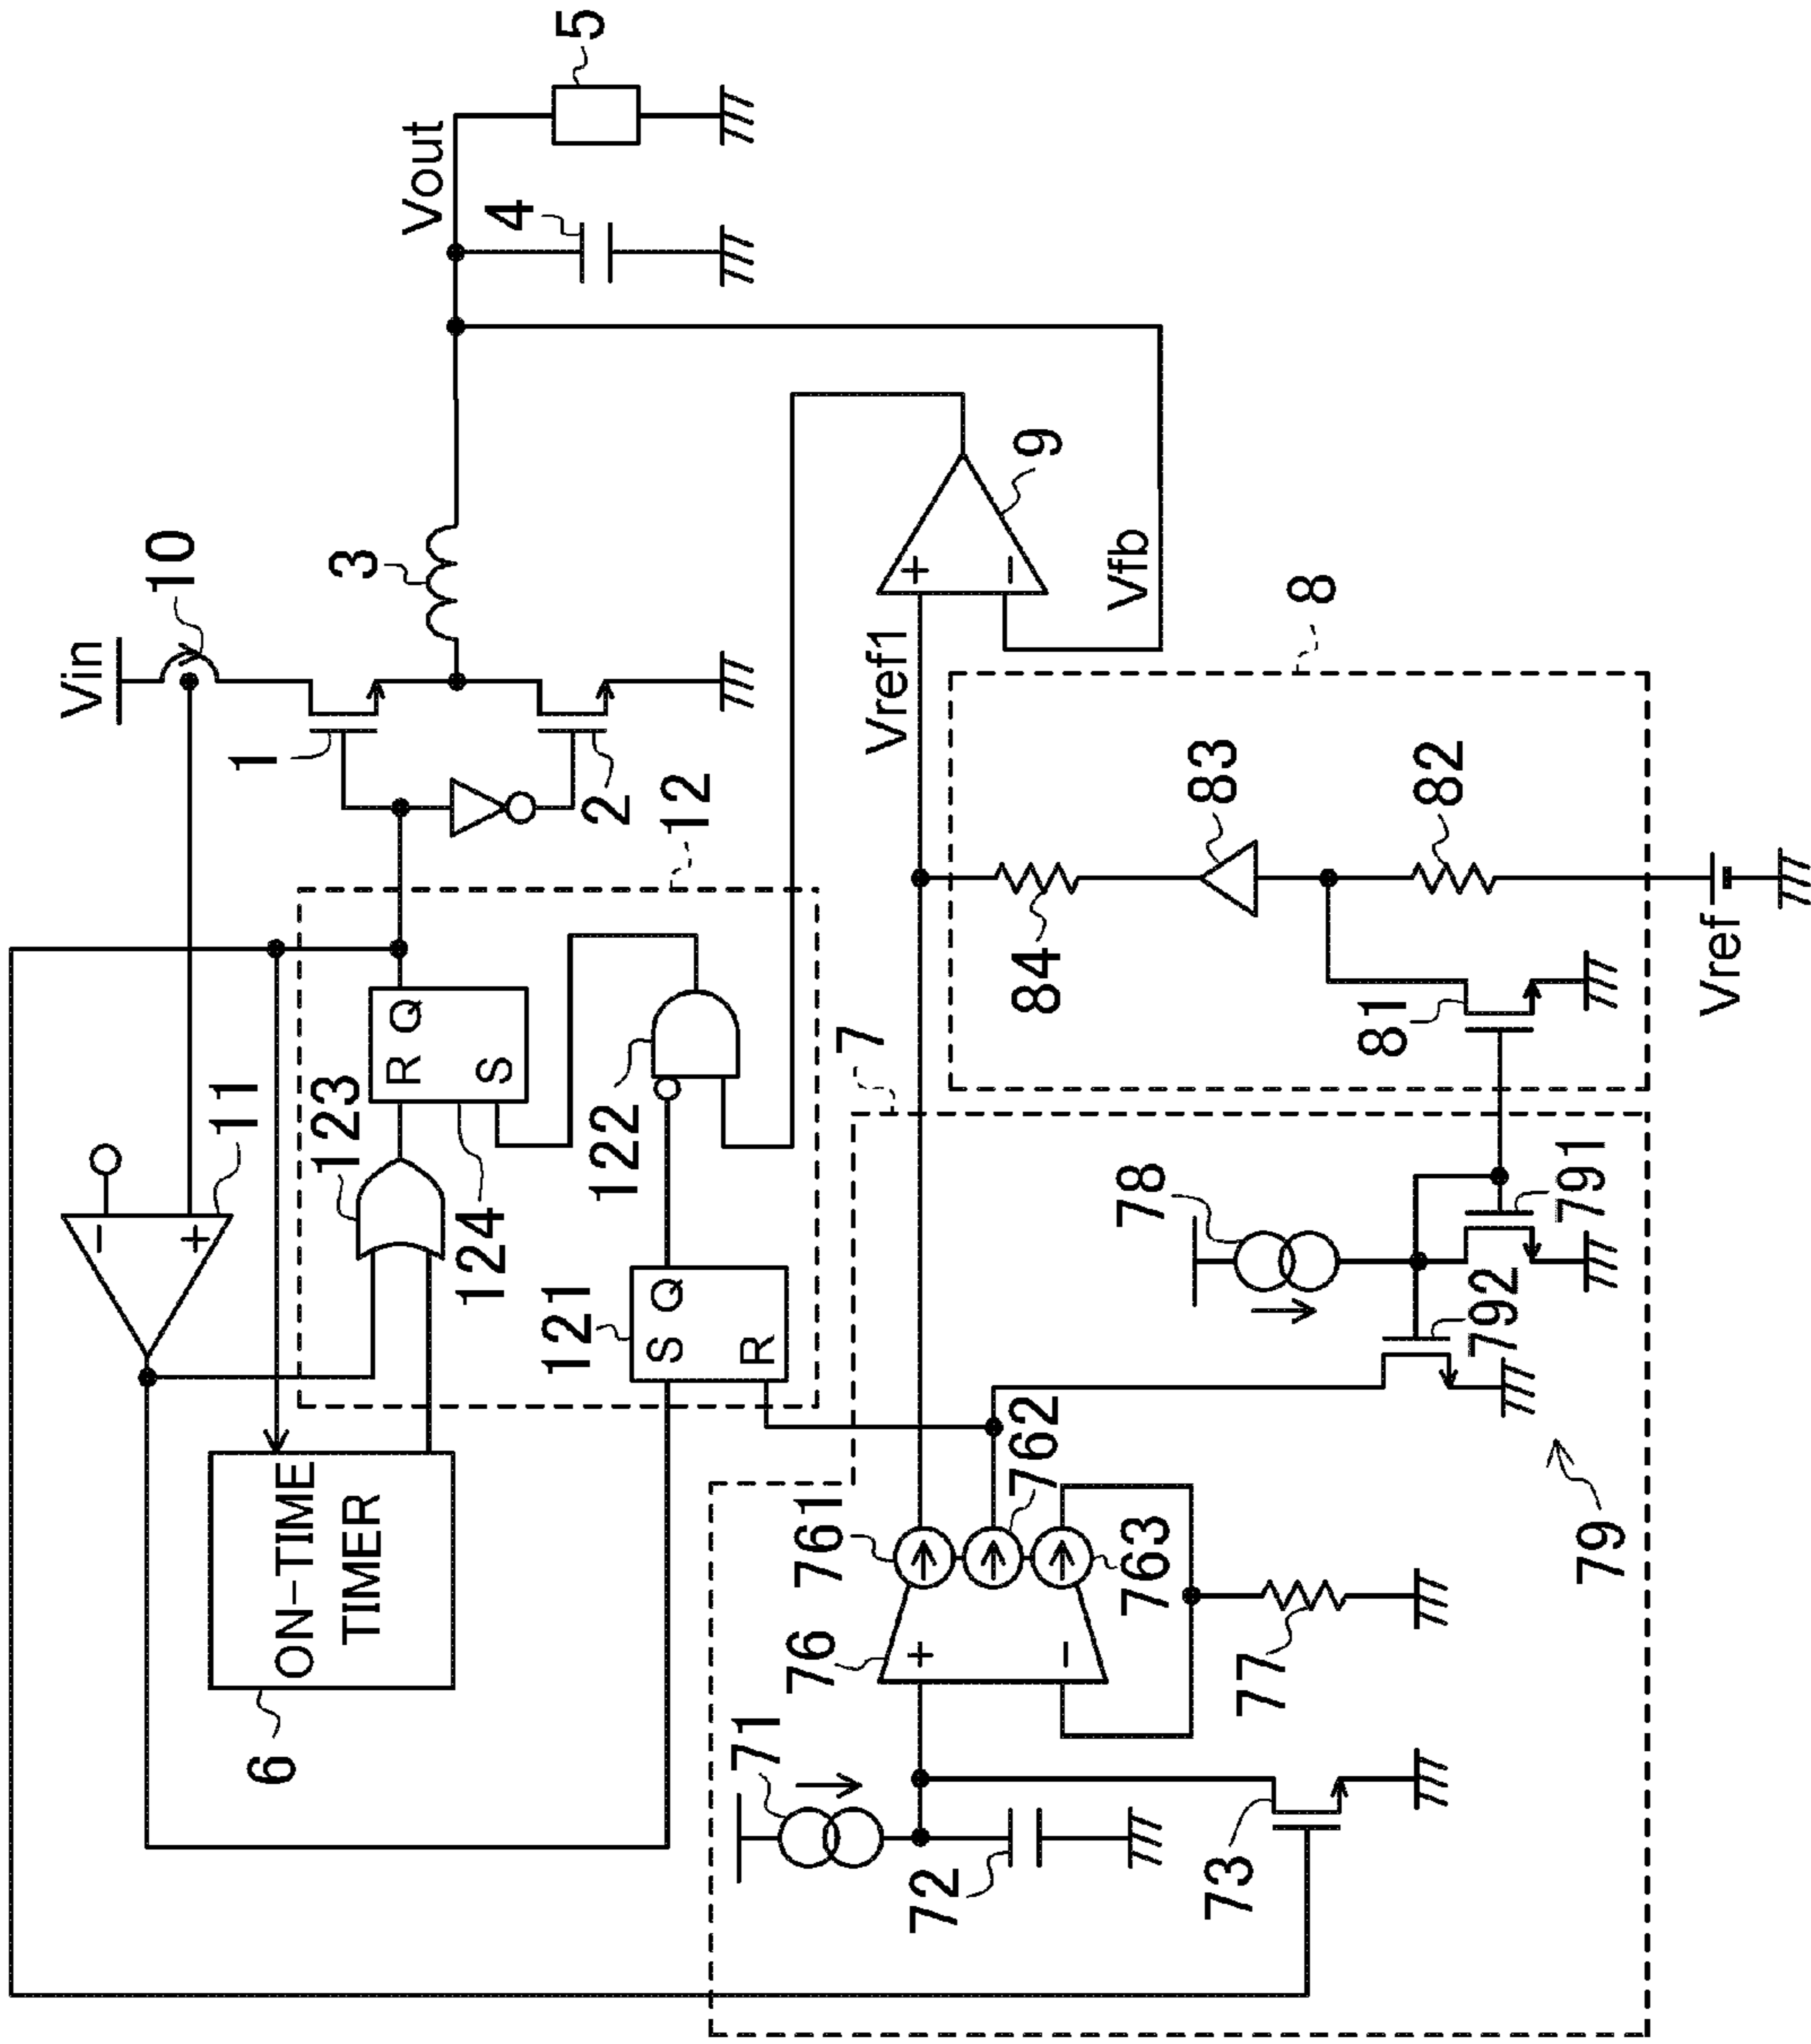 Vin
10
1
2
3
Vout
4
5
11
−
+
6
ON-TIME
TIMER
123
124
R
Q
S
12
122
121
S
Q
R
9
+
−
Vref1
Vfb
7
71
72
73
76
+
−
761
762
763
77
78
79
791
792
8
81
82
83
84
Vref